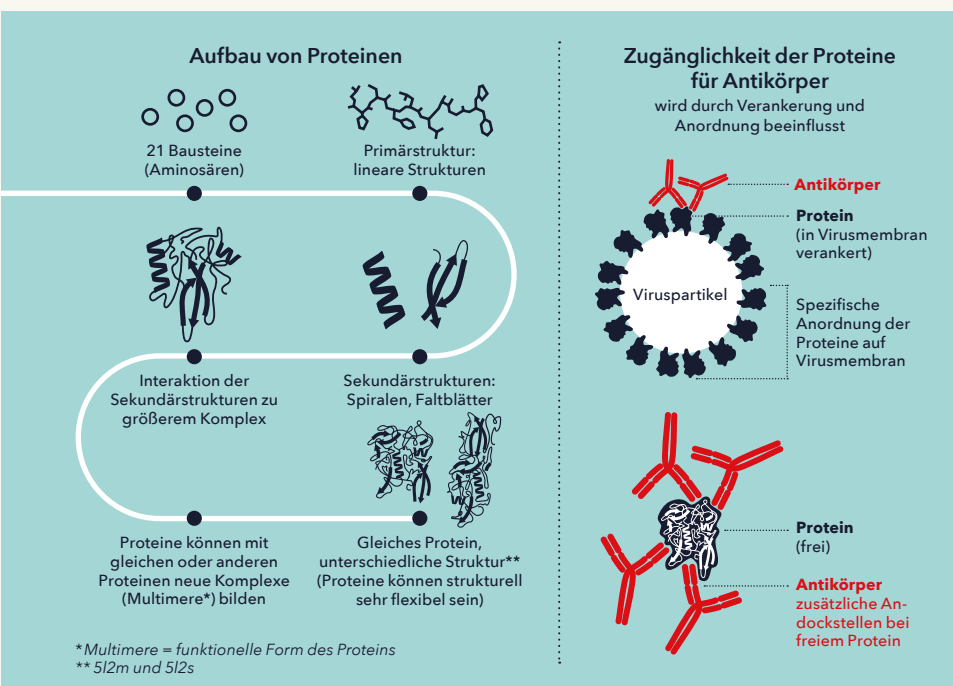 Aufbau von Proteinen
21 Bausteine
(Aminosären)
Primärstruktur:
lineare Strukturen
Interaktion der
Sekundärstrukturen zu
größerem Komplex
Sekundärstrukturen:
Spiralen, Faltblätter
Proteine können mit
gleichen oder anderen
Proteinen neue Komplexe
(Multimere*) bilden
Gleiches Protein,
unterschiedliche Struktur**
(Proteine können strukturell
sehr flexibel sein)
*Multimere = funktionelle Form des Proteins
** 5l2m und 5l2s
Zugänglichkeit der Proteine
für Antikörper
wird durch Verankerung und
Anordnung beeinflusst
Antikörper
Protein
(in Virusmembran
verankert)
Viruspartikel
Spezifische
Anordnung der
Proteine auf
Virusmembran
Protein
(frei)
Antikörper
zusätzliche An-
dockstellen bei
freiem Protein